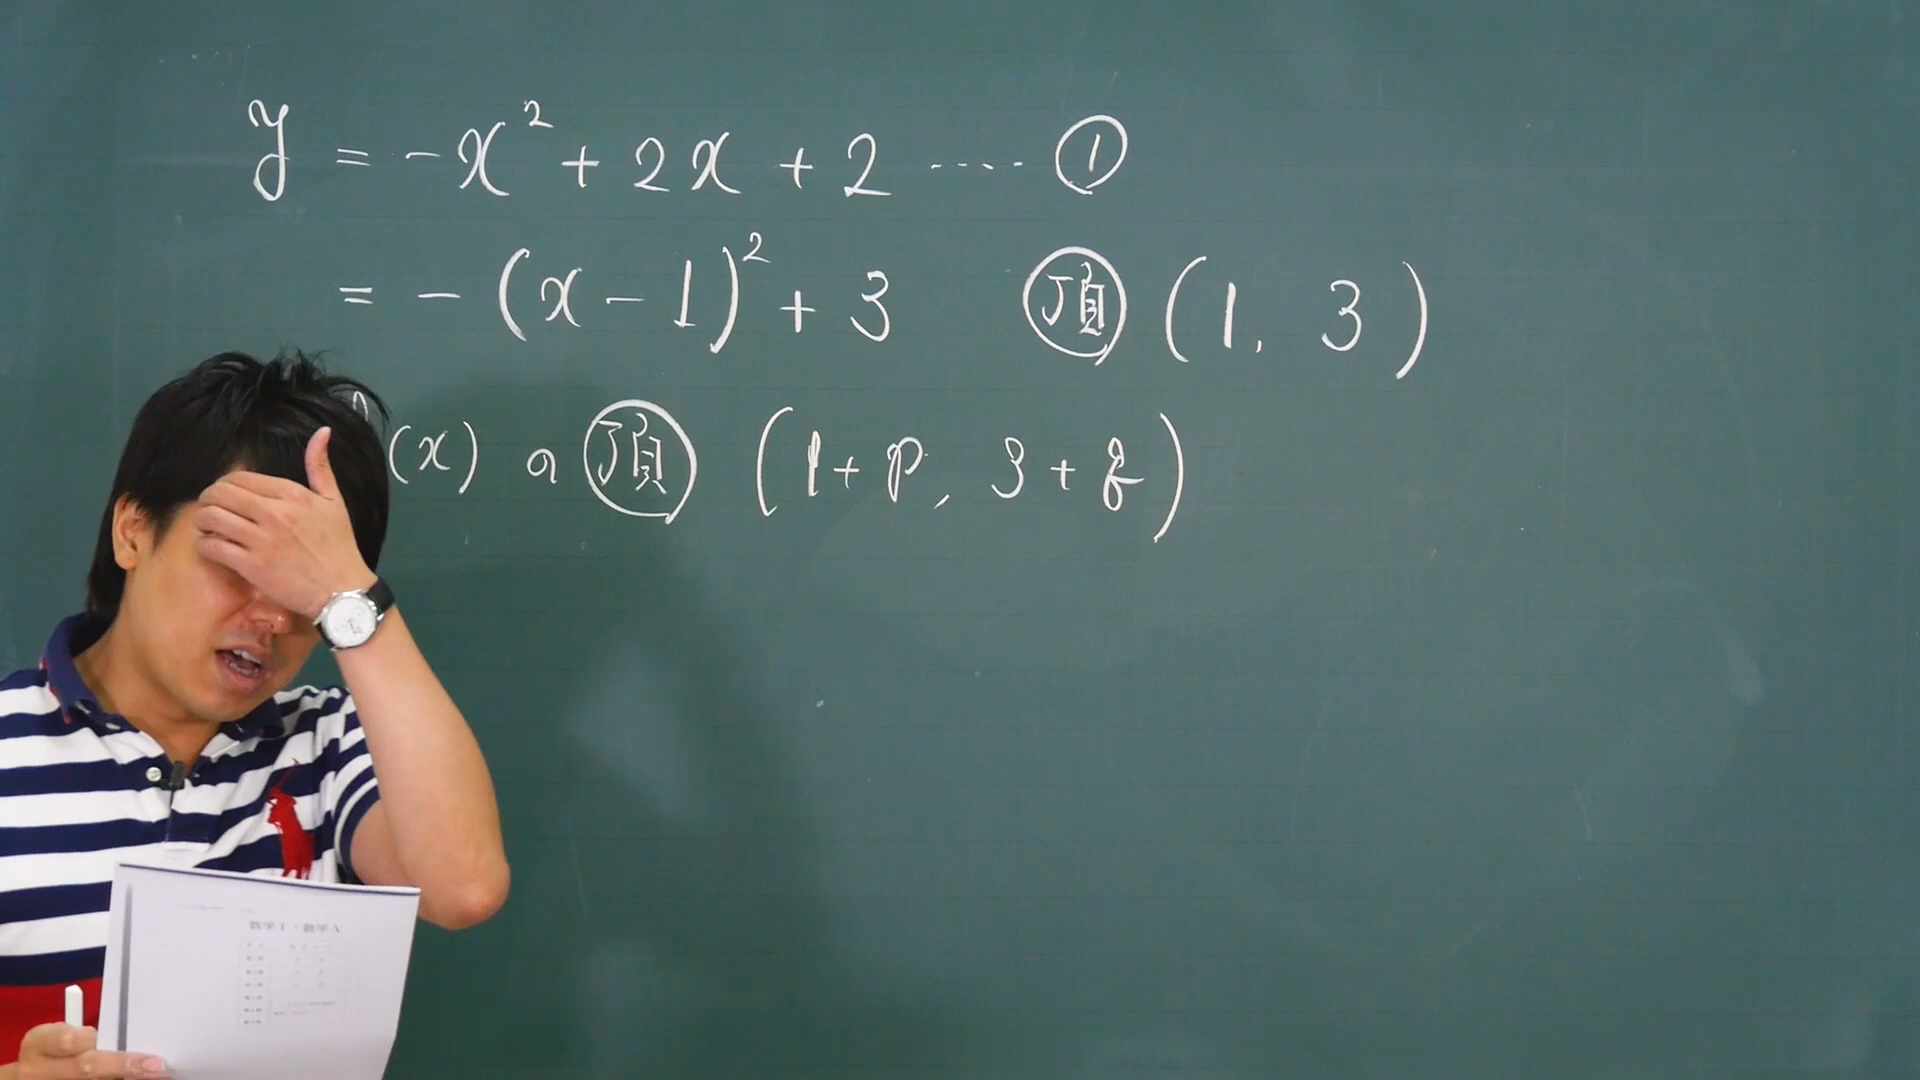 y = -x² + 2x + 2 ···· ①
= -(x - 1)² + 3 頂 (1, 3)
(x) の 頂 (1 + p, 3 + q)
数学Ⅰ・数学A